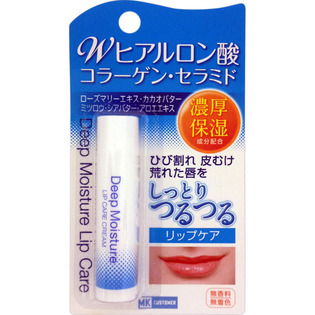 Wヒアルロン酸
コラーゲン・セラミド
ローズマリーエキス・カカオバター
ミツロウ・シアバター・アロエエキス
濃厚
保湿
成分配合
ひび割れ 皮むけ
荒れた唇を
しっとり
つるつる
リップケア
Deep Moisture Lip Care
Deep Moisture
LIP CARE CREAM
MK CUSTOMER
無香料
無着色